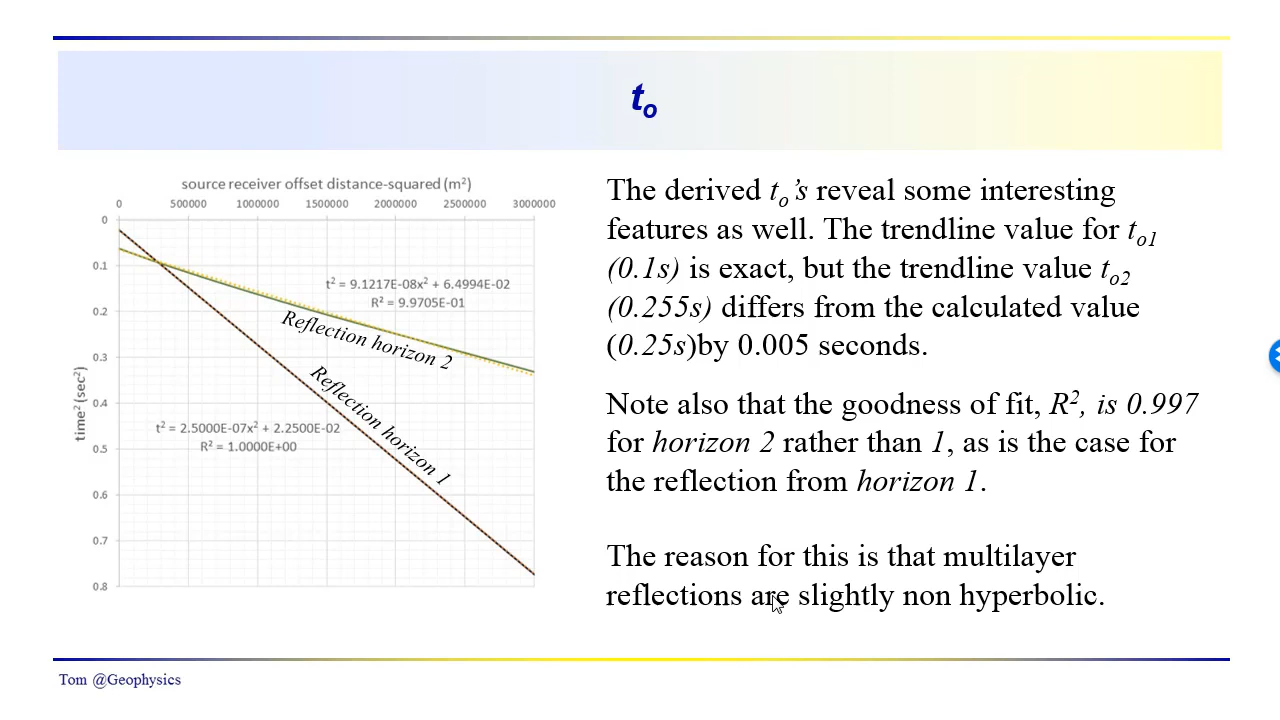 to
source receiver offset distance-squared (m²)
0 500000 1000000 1500000 2000000 2500000 3000000
0
0.1
0.2
0.3
0.4
0.5
0.6
0.7
0.8
time² (sec²)
t² = 9.1217E-08x² + 6.4994E-02
R² = 9.9705E-01
Reflection horizon 2
Reflection horizon 1
t² = 2.5000E-07x² + 2.2500E-02
R² = 1.0000E+00
The derived to's reveal some interesting
features as well. The trendline value for to1
(0.1s) is exact, but the trendline value to2
(0.255s) differs from the calculated value
(0.25s)by 0.005 seconds.
Note also that the goodness of fit, R², is 0.997
for horizon 2 rather than 1, as is the case for
the reflection from horizon 1.
The reason for this is that multilayer
reflections are slightly non hyperbolic.
Tom @Geophysics